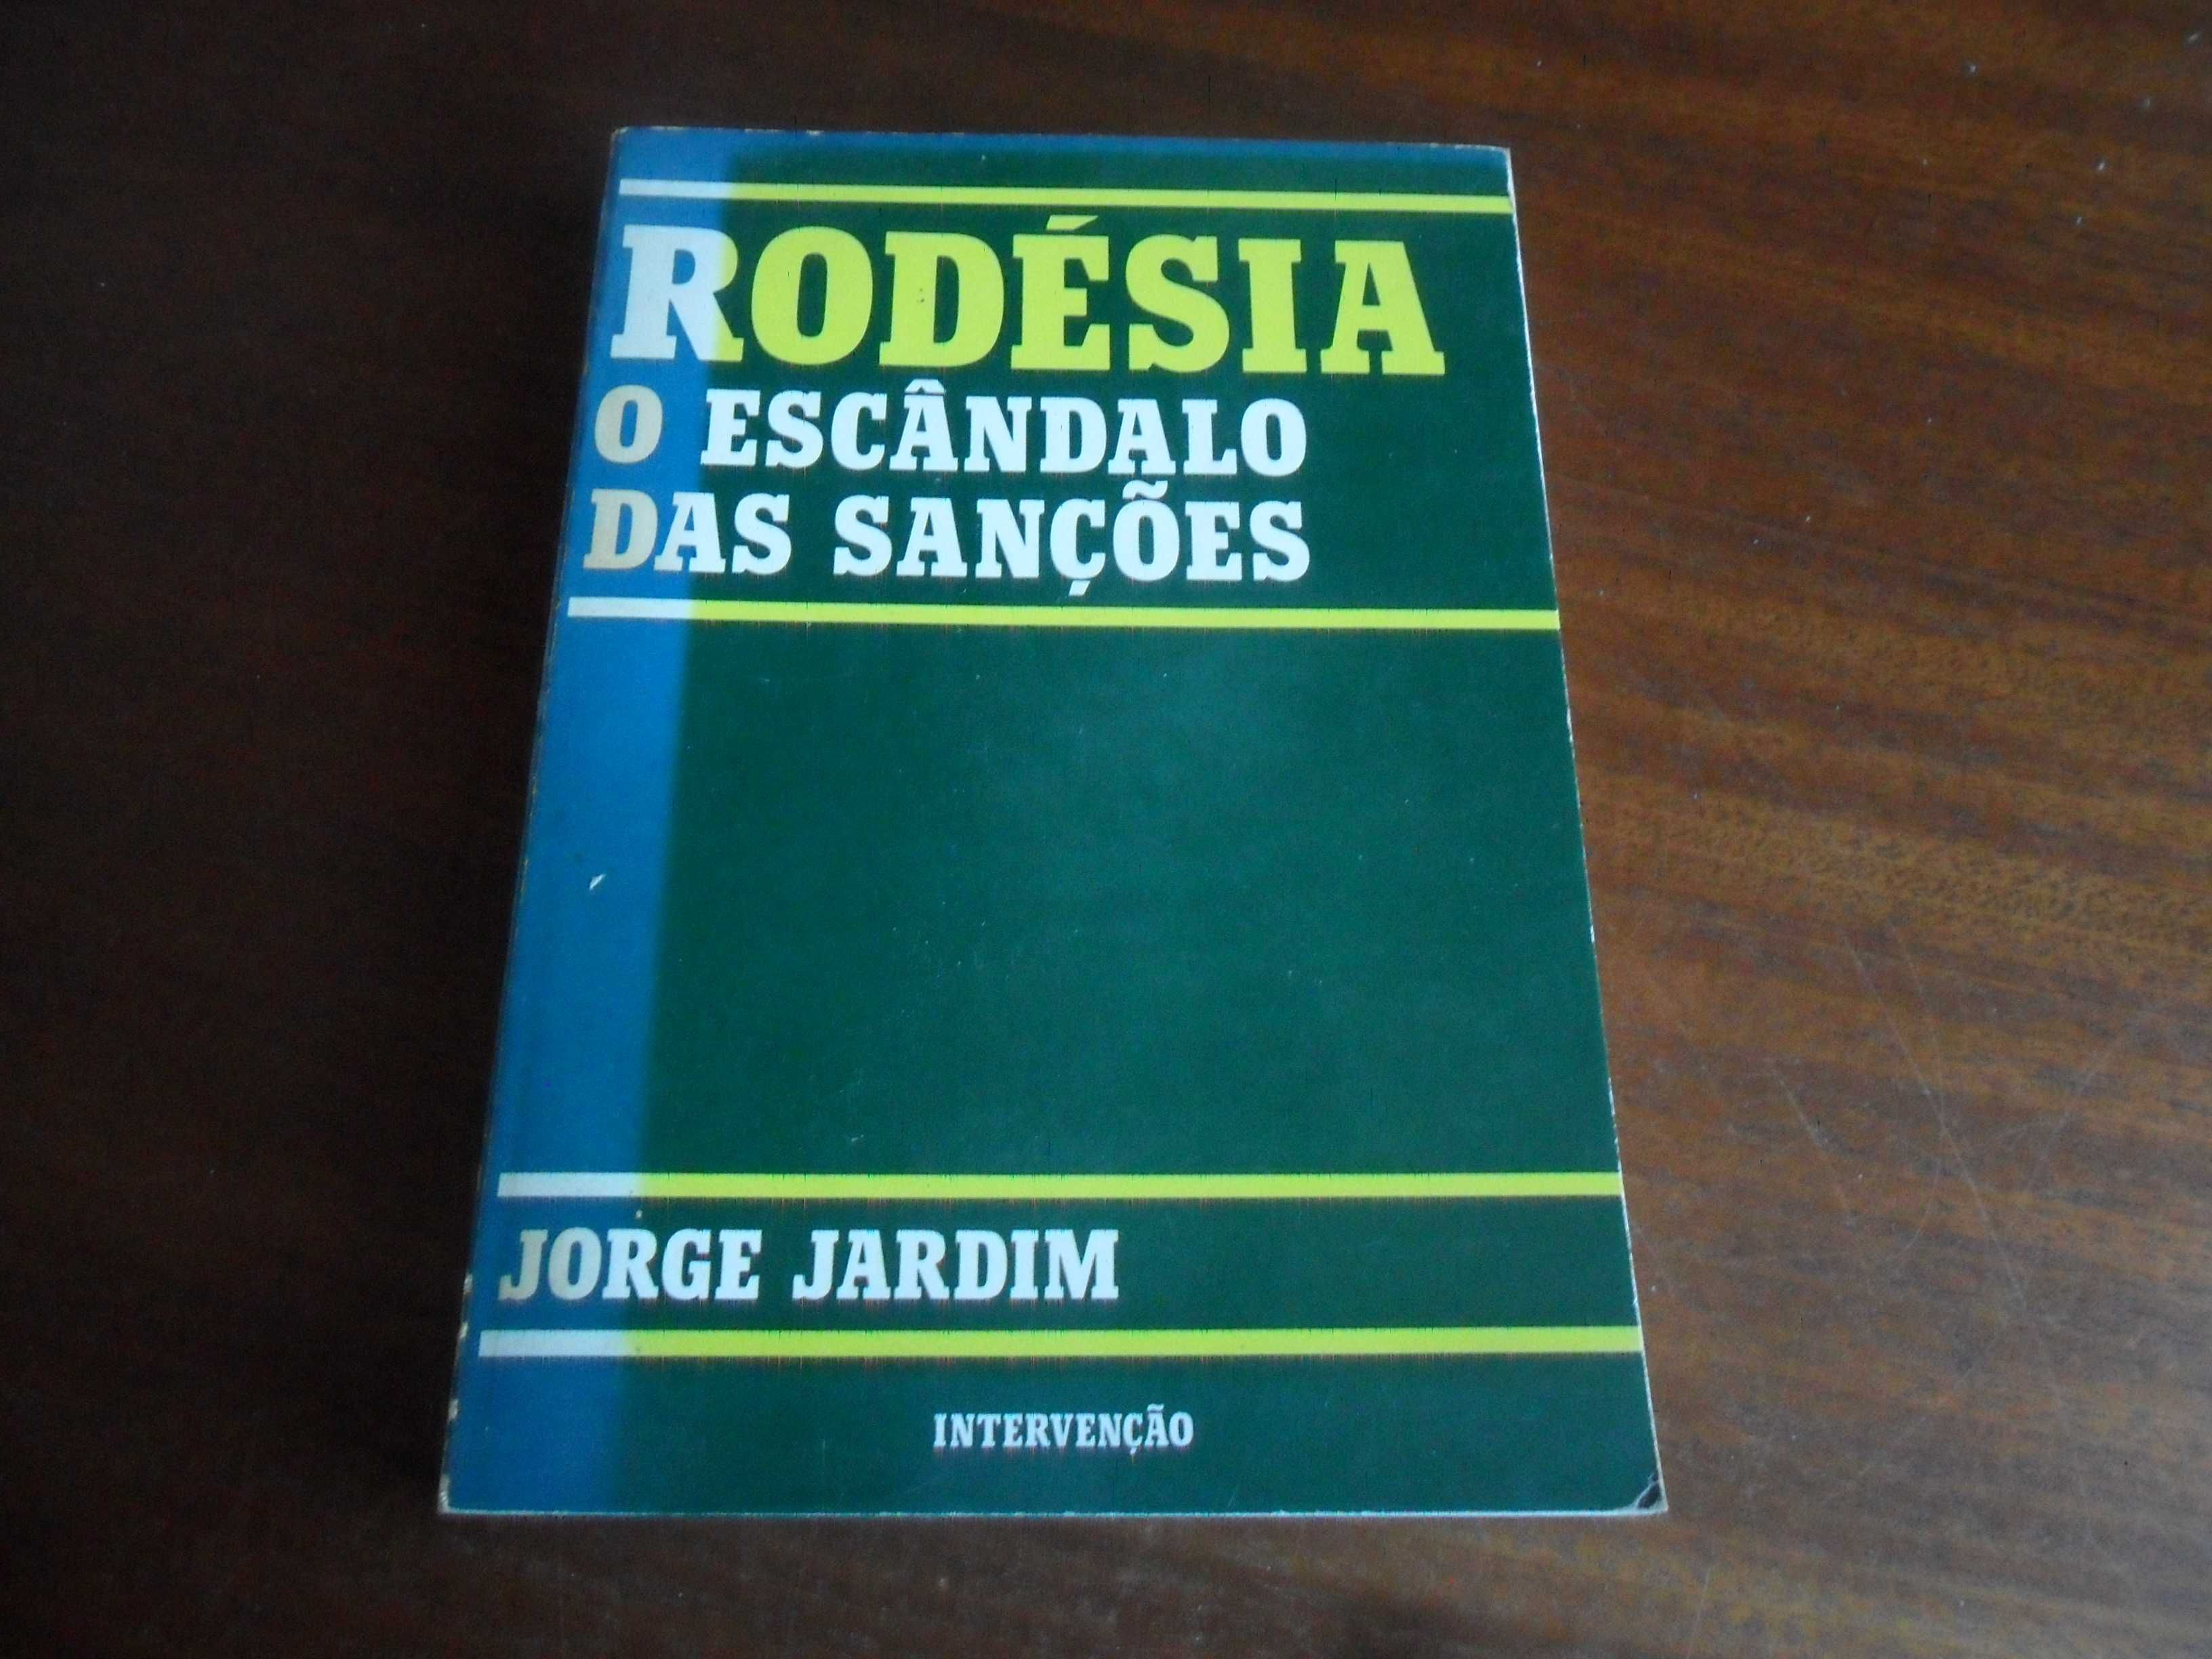 RODÉSIA
O ESCÂNDALO
DAS SANÇÕES
JORGE JARDIM
INTERVENÇÃO